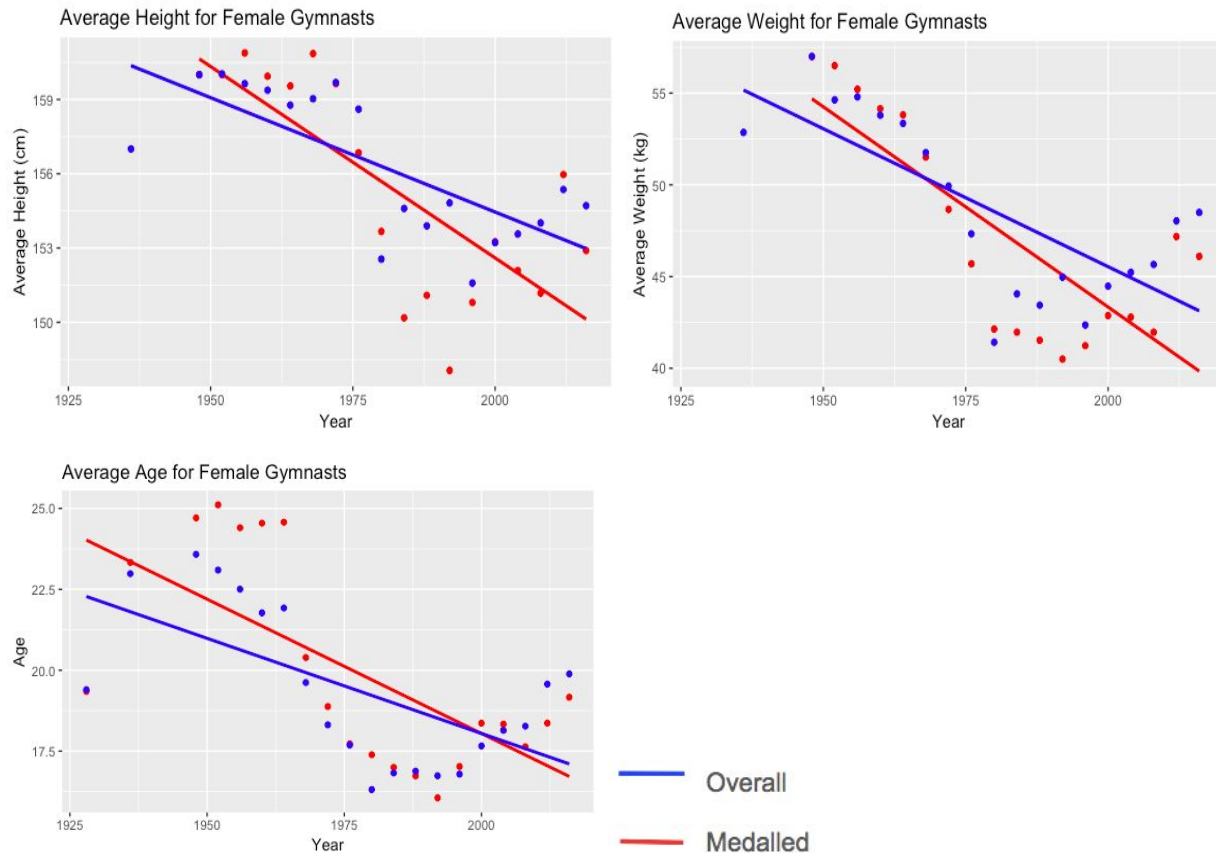 Average Height for Female Gymnasts
Average Height (cm)
159
156
153
150
1925
1950
1975
2000
Year
Average Weight for Female Gymnasts
Average Weight (kg)
55
50
45
40
1925
1950
1975
2000
Year
Average Age for Female Gymnasts
Age
25.0
22.5
20.0
17.5
1925
1950
1975
2000
Year
Overall
Medalled